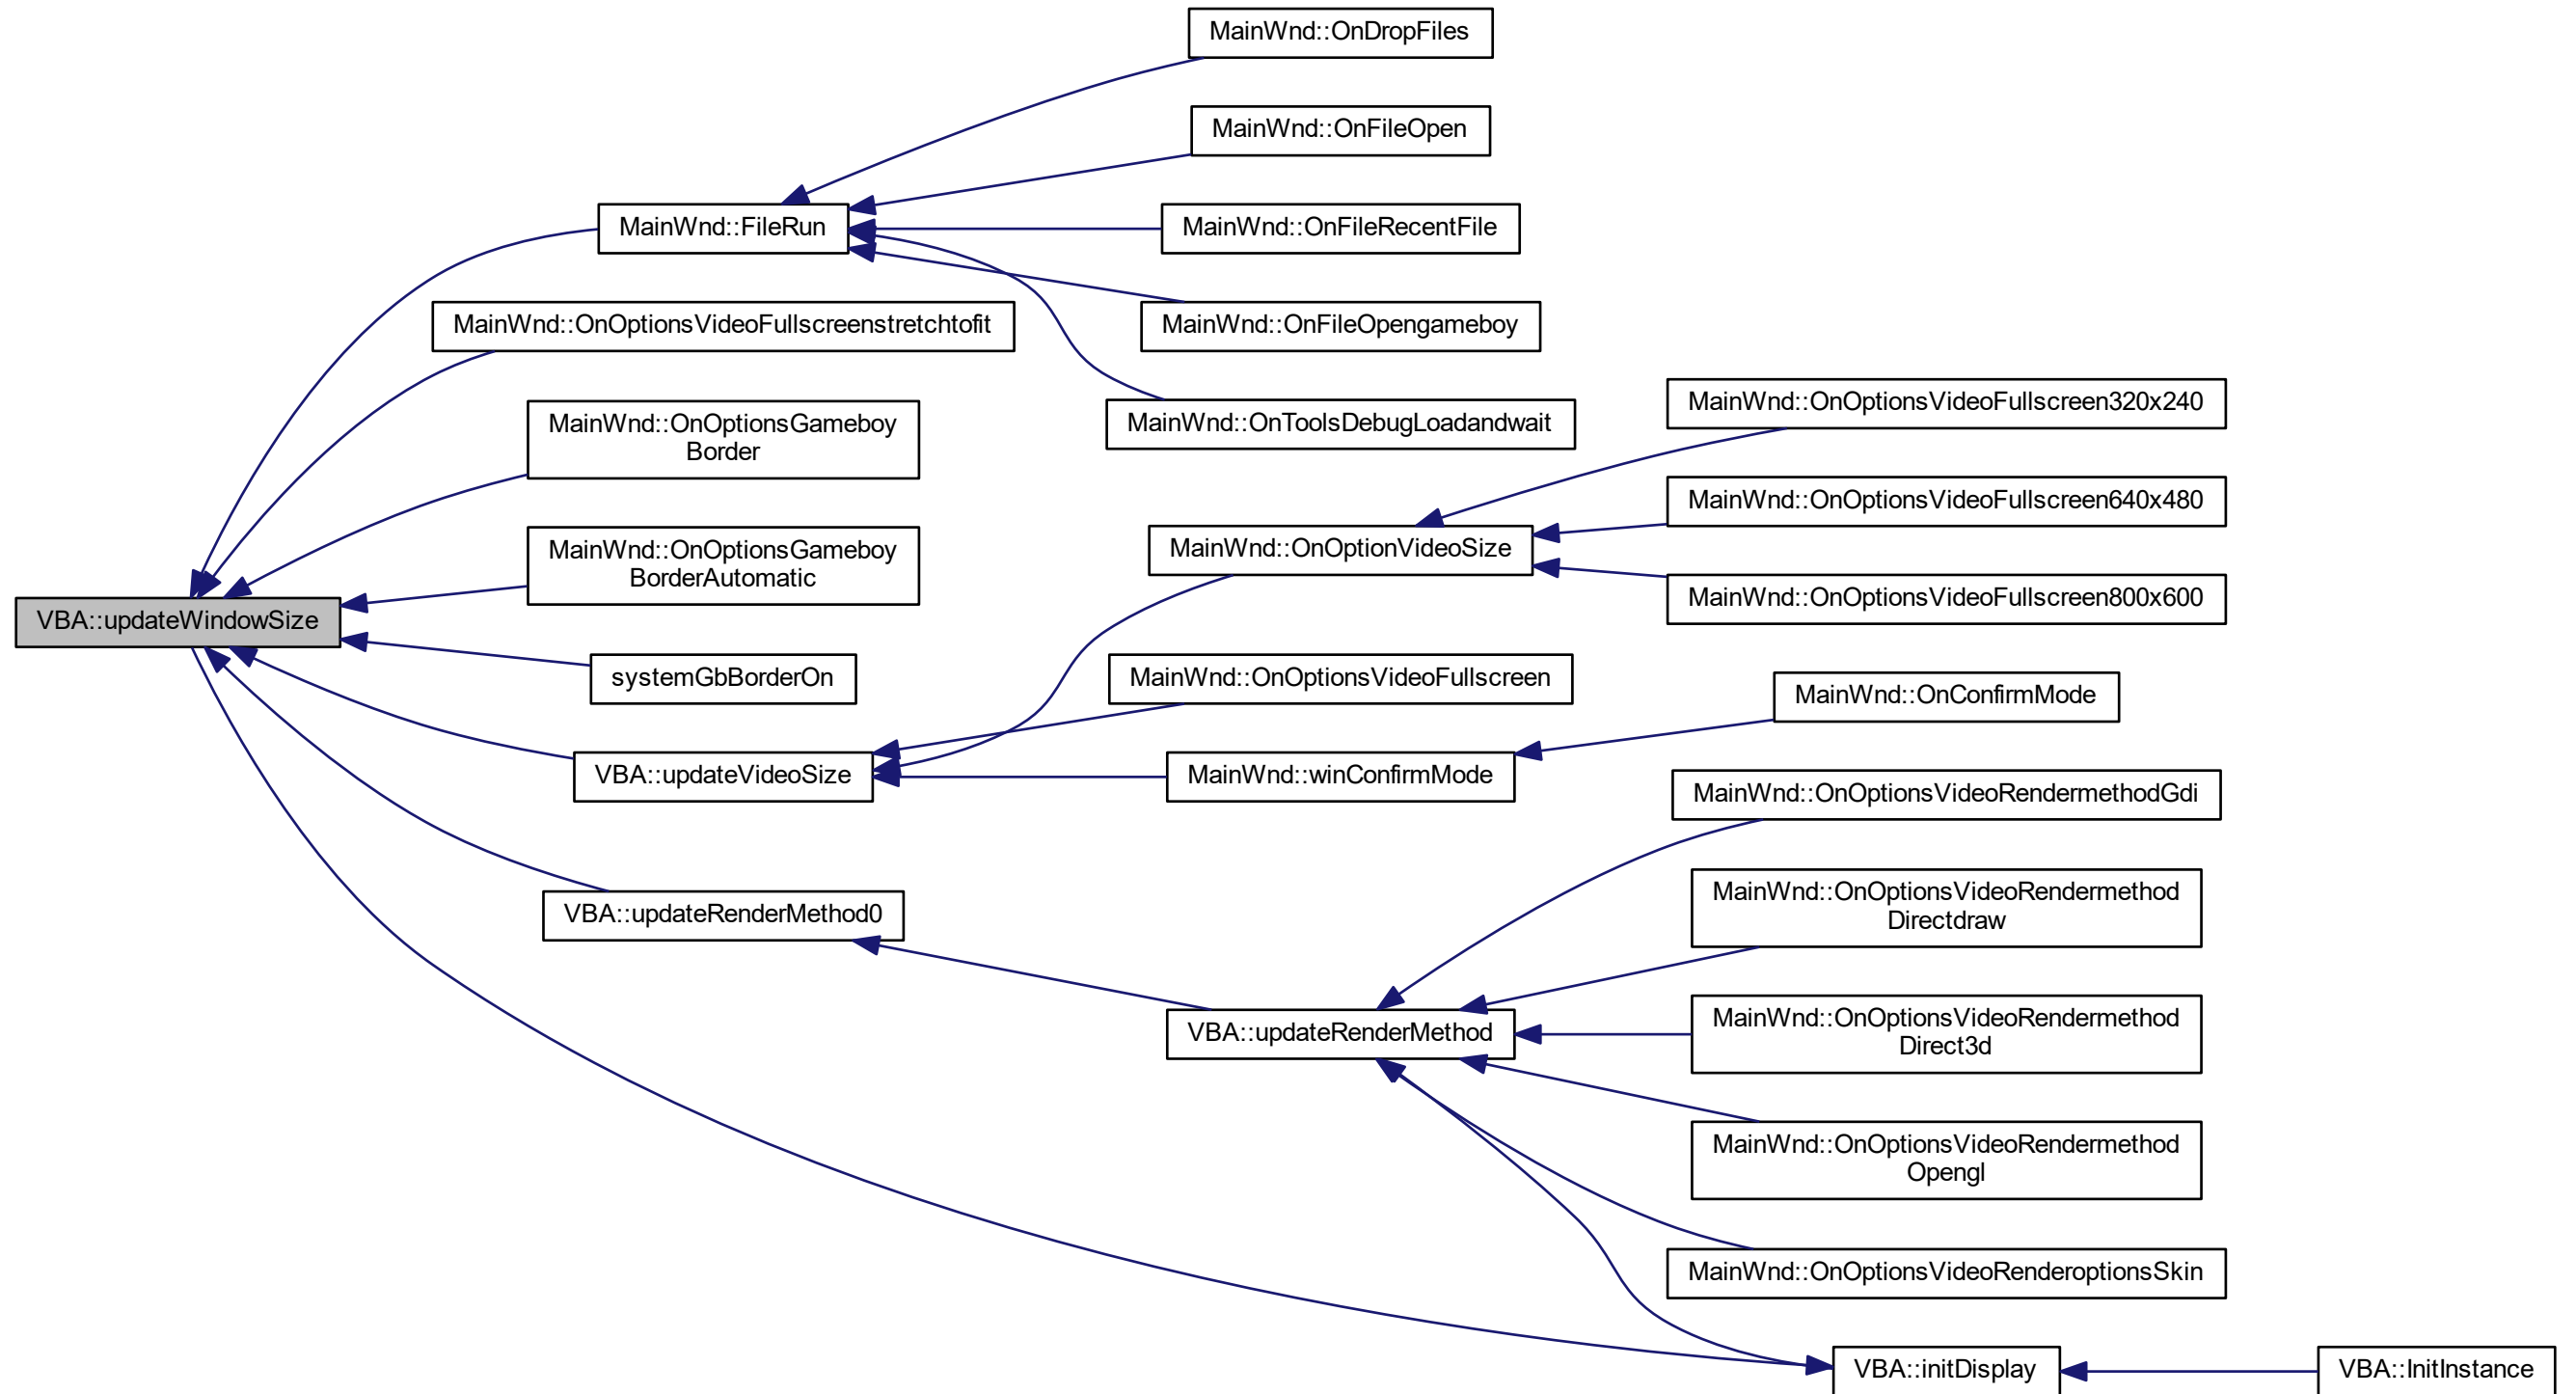 MainWnd::OnDropFiles
MainWnd::OnFileOpen
MainWnd::FileRun
MainWnd::OnFileRecentFile
MainWnd::OnOptionsVideoFullscreenstretchtofit
MainWnd::OnFileOpengameboy
MainWnd::OnOptionsGameboy
Border
MainWnd::OnToolsDebugLoadandwait
MainWnd::OnOptionsVideoFullscreen320x240
MainWnd::OnOptionsVideoFullscreen640x480
MainWnd::OnOptionsGameboy
BorderAutomatic
MainWnd::OnOptionVideoSize
MainWnd::OnOptionsVideoFullscreen800x600
VBA::updateWindowSize
systemGbBorderOn
MainWnd::OnOptionsVideoFullscreen
MainWnd::OnConfirmMode
VBA::updateVideoSize
MainWnd::winConfirmMode
MainWnd::OnOptionsVideoRendermethodGdi
VBA::updateRenderMethod0
MainWnd::OnOptionsVideoRendermethod
Directdraw
VBA::updateRenderMethod
MainWnd::OnOptionsVideoRendermethod
Direct3d
MainWnd::OnOptionsVideoRendermethod
Opengl
MainWnd::OnOptionsVideoRenderoptionsSkin
VBA::initDisplay
VBA::InitInstance